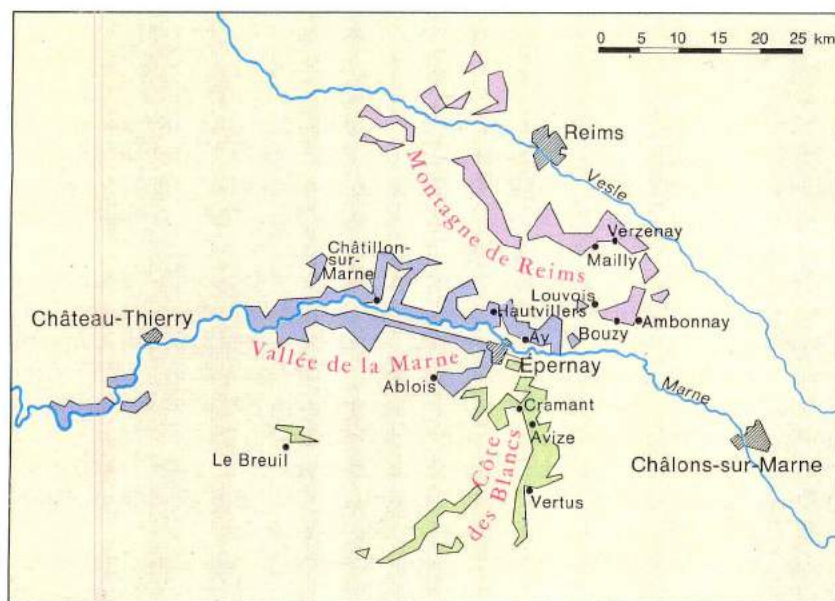 0 5 10 15 20 25 km
Reims
Vesle
Montagne de Reims
Verzenay
Mailly
Châtillon-
sur-
Marne
Louvois
Hautvillers
Château-Thierry
Ay
Bouzy
Ambonnay
Vallée de la Marne
Épernay
Ablois
Marne
Cramant
Avize
Châlons-sur-Marne
Le Breuil
Côte
des Blancs
Vertus